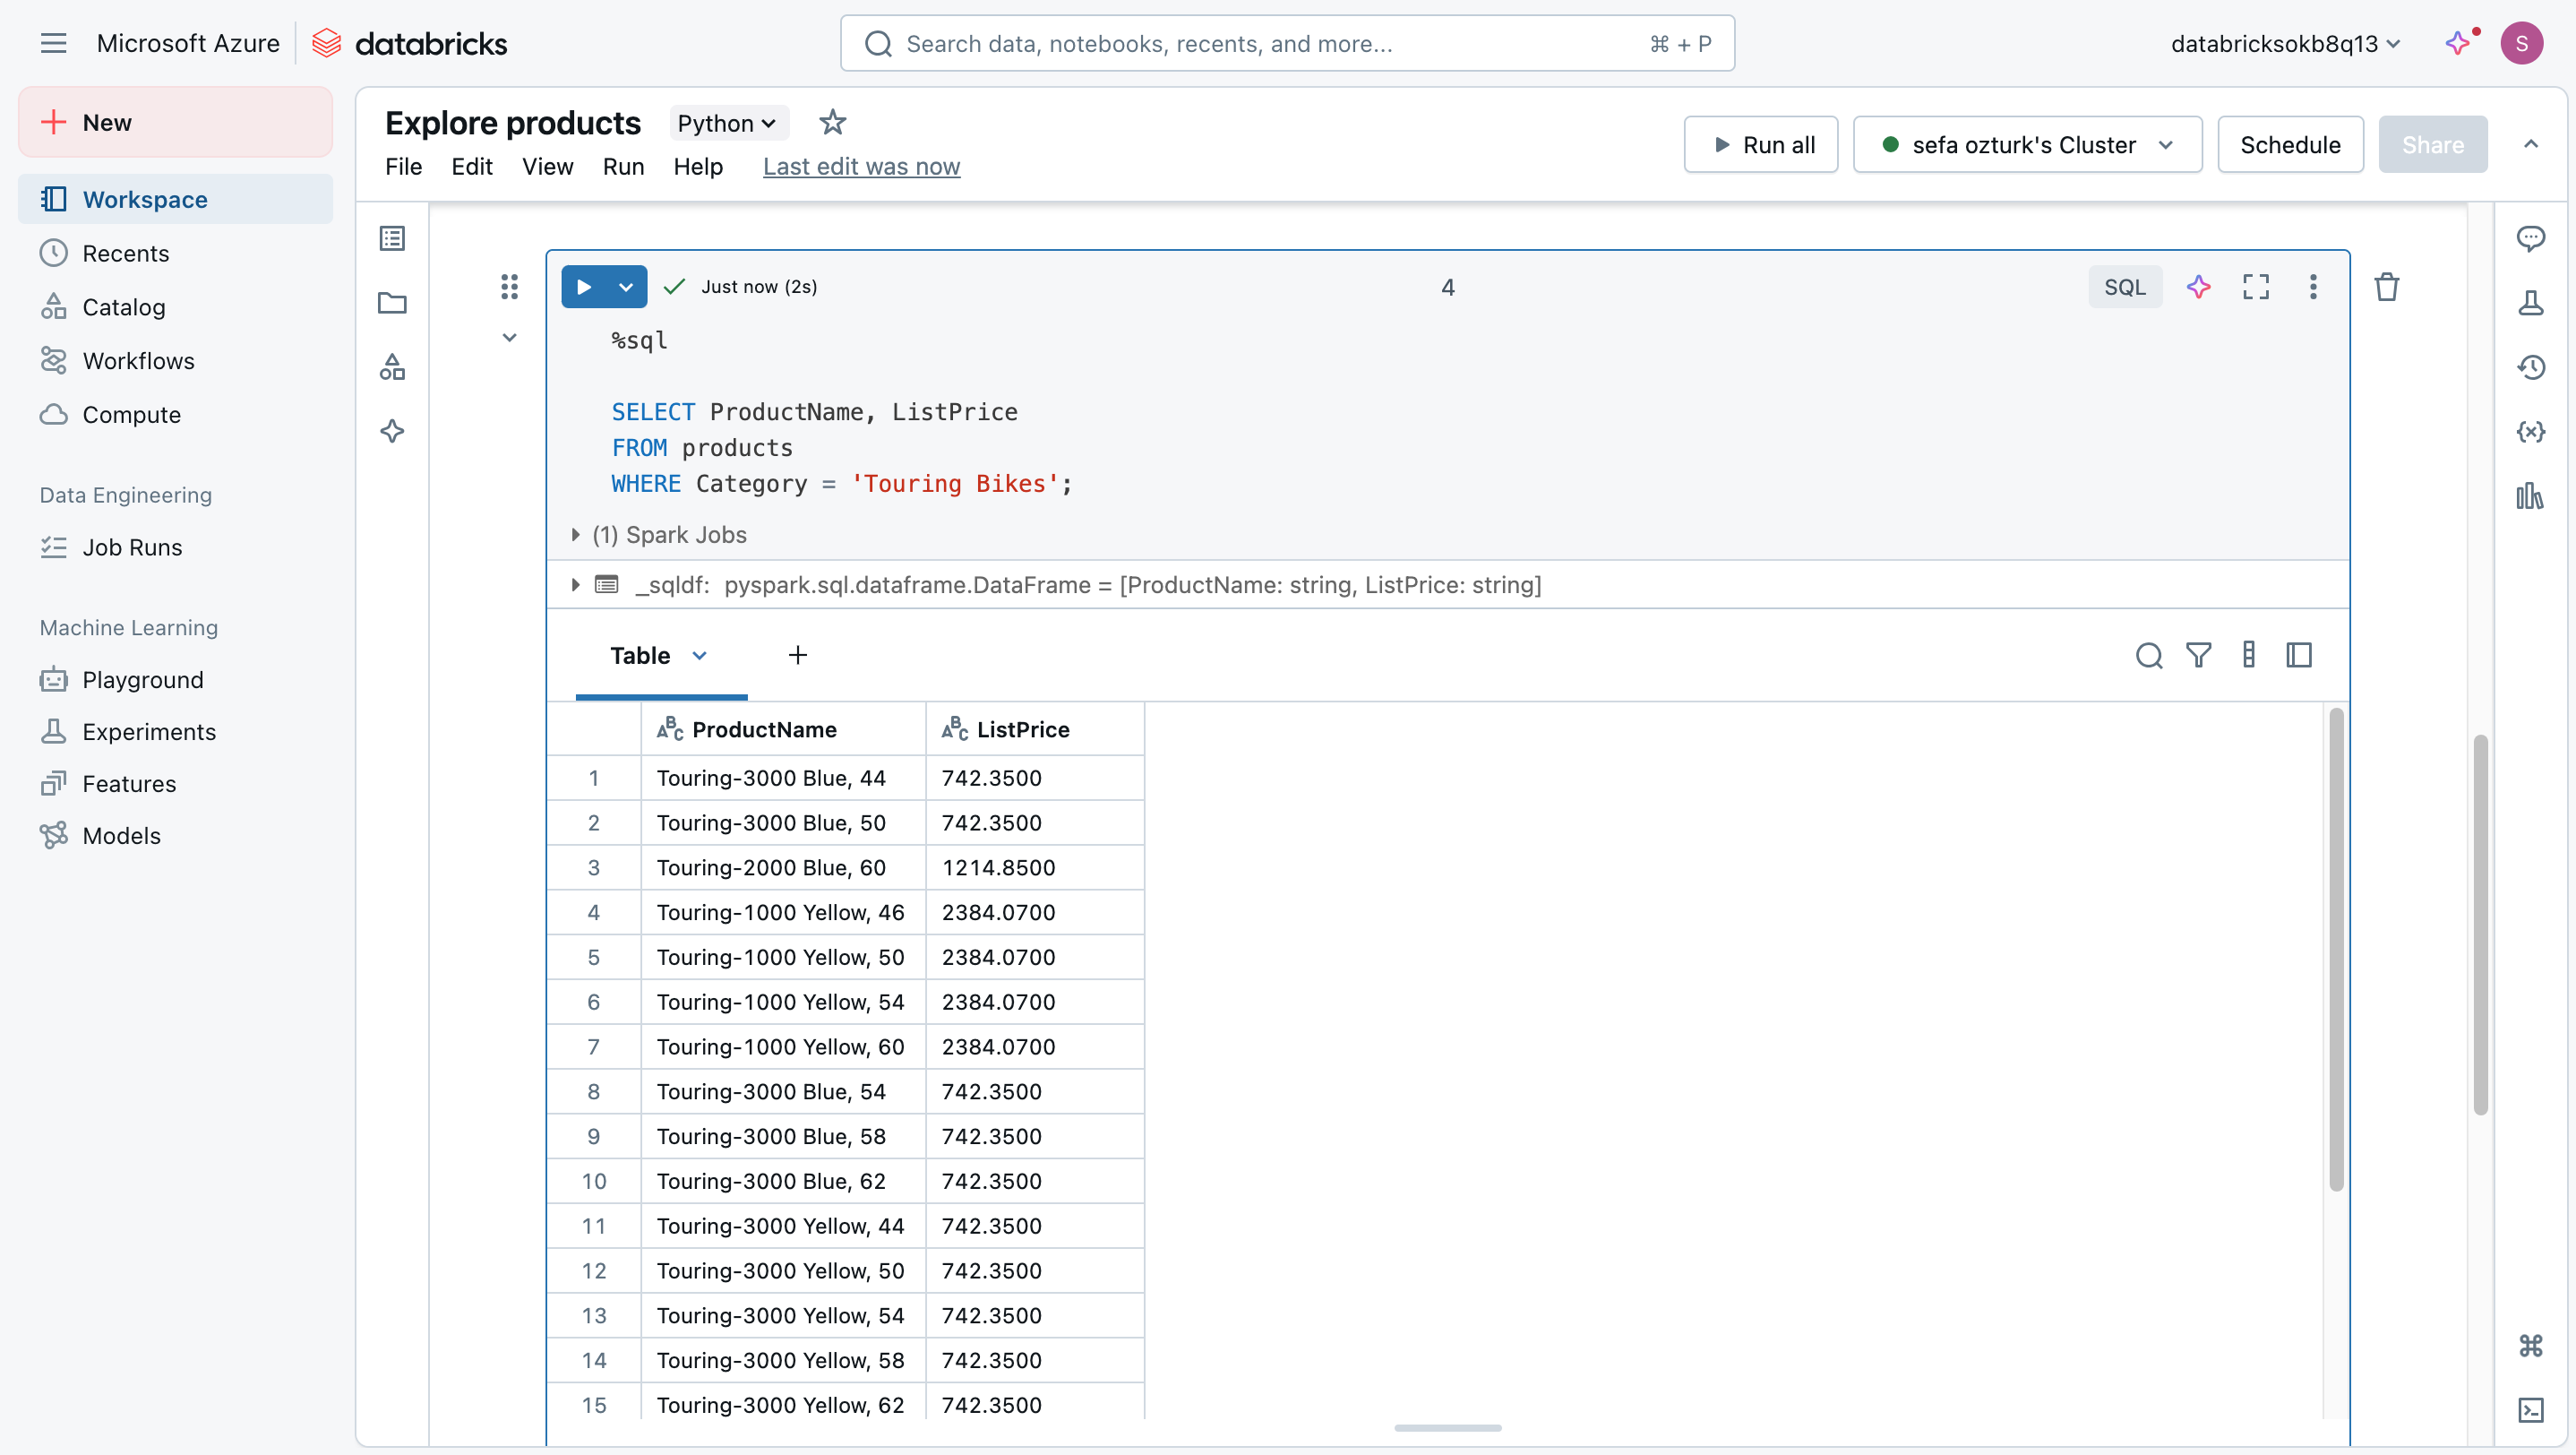 Microsoft Azure databricks
Search data, notebooks, recents, and more... ⌘ + P
databricksokb8q13
S
New
Workspace
Recents
Catalog
Workflows
Compute
Data Engineering
Job Runs
Machine Learning
Playground
Experiments
Features
Models
Explore products Python
File Edit View Run Help Last edit was now
Run all sefa ozturk's Cluster Schedule Share
Just now (2s) 4 SQL
%sql
SELECT ProductName, ListPrice
FROM products
WHERE Category = 'Touring Bikes';
(1) Spark Jobs
_sqldf: pyspark.sql.dataframe.DataFrame = [ProductName: string, ListPrice: string]
Table +
ABC ProductName ABC ListPrice
1 Touring-3000 Blue, 44 742.3500
2 Touring-3000 Blue, 50 742.3500
3 Touring-2000 Blue, 60 1214.8500
4 Touring-1000 Yellow, 46 2384.0700
5 Touring-1000 Yellow, 50 2384.0700
6 Touring-1000 Yellow, 54 2384.0700
7 Touring-1000 Yellow, 60 2384.0700
8 Touring-3000 Blue, 54 742.3500
9 Touring-3000 Blue, 58 742.3500
10 Touring-3000 Blue, 62 742.3500
11 Touring-3000 Yellow, 44 742.3500
12 Touring-3000 Yellow, 50 742.3500
13 Touring-3000 Yellow, 54 742.3500
14 Touring-3000 Yellow, 58 742.3500
15 Touring-3000 Yellow, 62 742.3500